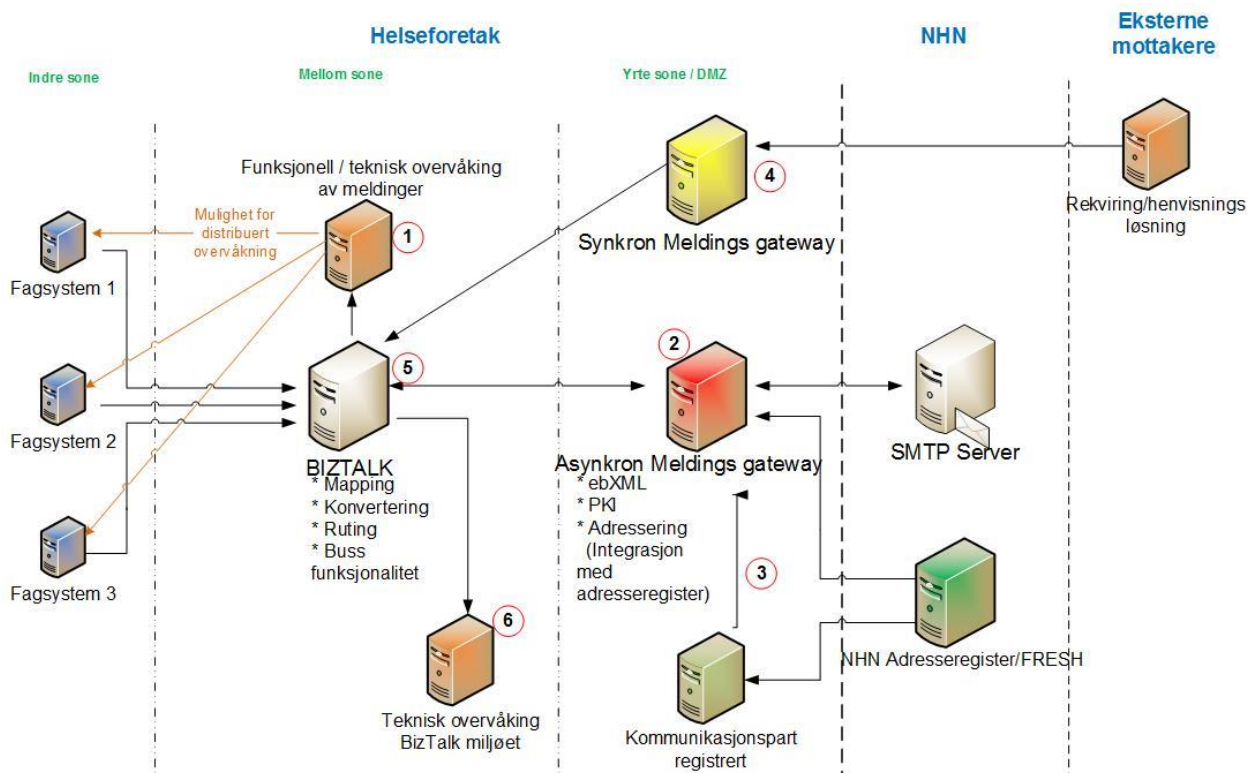 Helseforetak
NHN
Eksterne
mottakere
Indre sone
Mellom sone
Yrte sone / DMZ
Funksjonell / teknisk overvåking
av meldinger
Mulighet for
distribuert
overvåkning
1
4
Synkron Meldings gateway
Rekviring/henvisnings
løsning
Fagsystem 1
Fagsystem 2
Fagsystem 3
5
BIZTALK
* Mapping
* Konvertering
* Ruting
* Buss
funksjonalitet
2
Asynkron Meldings gateway
* ebXML
* PKI
* Adressering
(Integrasjon
med
adresseregister)
SMTP Server
3
6
Teknisk overvåking
BizTalk miljøet
Kommunikasjonspart
registrert
NHN Adresseregister/FRESH